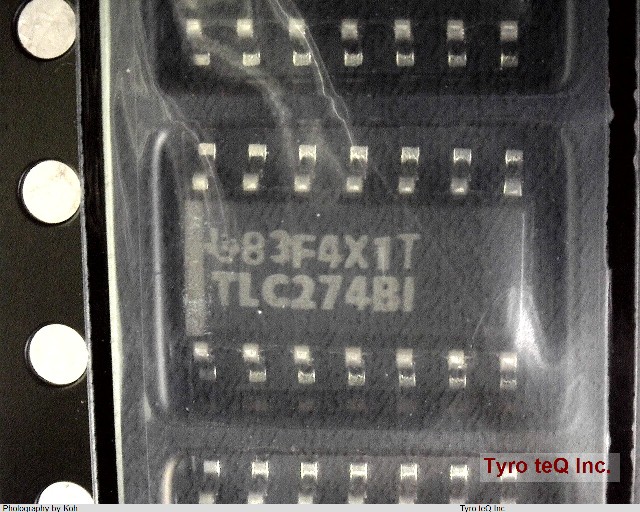 83F4X1T
TLC274BI
Tyro teQ Inc.
Photography by Koh
Tyro teQ Inc